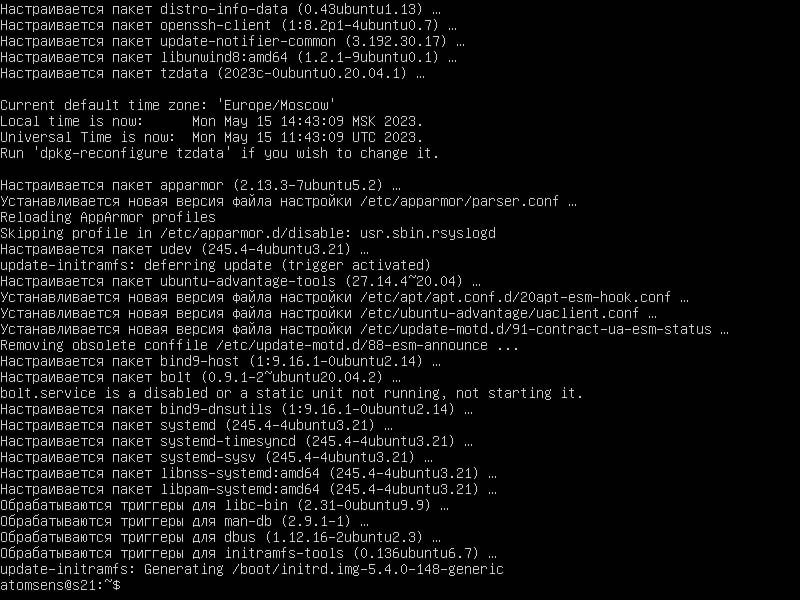 Настраивается пакет distro-info-data (0.43ubuntu1.13) …
Настраивается пакет openssh-client (1:8.2p1-4ubuntu0.7) …
Настраивается пакет update-notifier-common (3.192.30.17) …
Настраивается пакет libunwind8:amd64 (1.2.1-9ubuntu0.1) …
Настраивается пакет tzdata (2023c-0ubuntu0.20.04.1) …
Current default time zone: 'Europe/Moscow'
Local time is now:      Mon May 15 14:43:09 MSK 2023.
Universal Time is now:  Mon May 15 11:43:09 UTC 2023.
Run 'dpkg-reconfigure tzdata' if you wish to change it.
Настраивается пакет apparmor (2.13.3-7ubuntu5.2) …
Устанавливается новая версия файла настройки /etc/apparmor/parser.conf …
Reloading AppArmor profiles
Skipping profile in /etc/apparmor.d/disable: usr.sbin.rsyslogd
Настраивается пакет udev (245.4-4ubuntu3.21) …
update-initramfs: deferring update (trigger activated)
Настраивается пакет ubuntu-advantage-tools (27.14.4~20.04) …
Устанавливается новая версия файла настройки /etc/apt/apt.conf.d/20apt-esm-hook.conf …
Устанавливается новая версия файла настройки /etc/ubuntu-advantage/uaclient.conf …
Устанавливается новая версия файла настройки /etc/update-motd.d/91-contract-ua-esm-status …
Removing obsolete conffile /etc/update-motd.d/88-esm-announce ...
Настраивается пакет bind9-host (1:9.16.1-0ubuntu2.14) …
Настраивается пакет bolt (0.9.1-2~ubuntu20.04.2) …
bolt.service is a disabled or a static unit not running, not starting it.
Настраивается пакет bind9-dnsutils (1:9.16.1-0ubuntu2.14) …
Настраивается пакет systemd (245.4-4ubuntu3.21) …
Настраивается пакет systemd-timesyncd (245.4-4ubuntu3.21) …
Настраивается пакет systemd-sysv (245.4-4ubuntu3.21) …
Настраивается пакет libnss-systemd:amd64 (245.4-4ubuntu3.21) …
Настраивается пакет libpam-systemd:amd64 (245.4-4ubuntu3.21) …
Обрабатываются триггеры для libc-bin (2.31-0ubuntu9.9) …
Обрабатываются триггеры для man-db (2.9.1-1) …
Обрабатываются триггеры для dbus (1.12.16-2ubuntu2.3) …
Обрабатываются триггеры для initramfs-tools (0.136ubuntu6.7) …
update-initramfs: Generating /boot/initrd.img-5.4.0-148-generic
atomsens@s21:~$